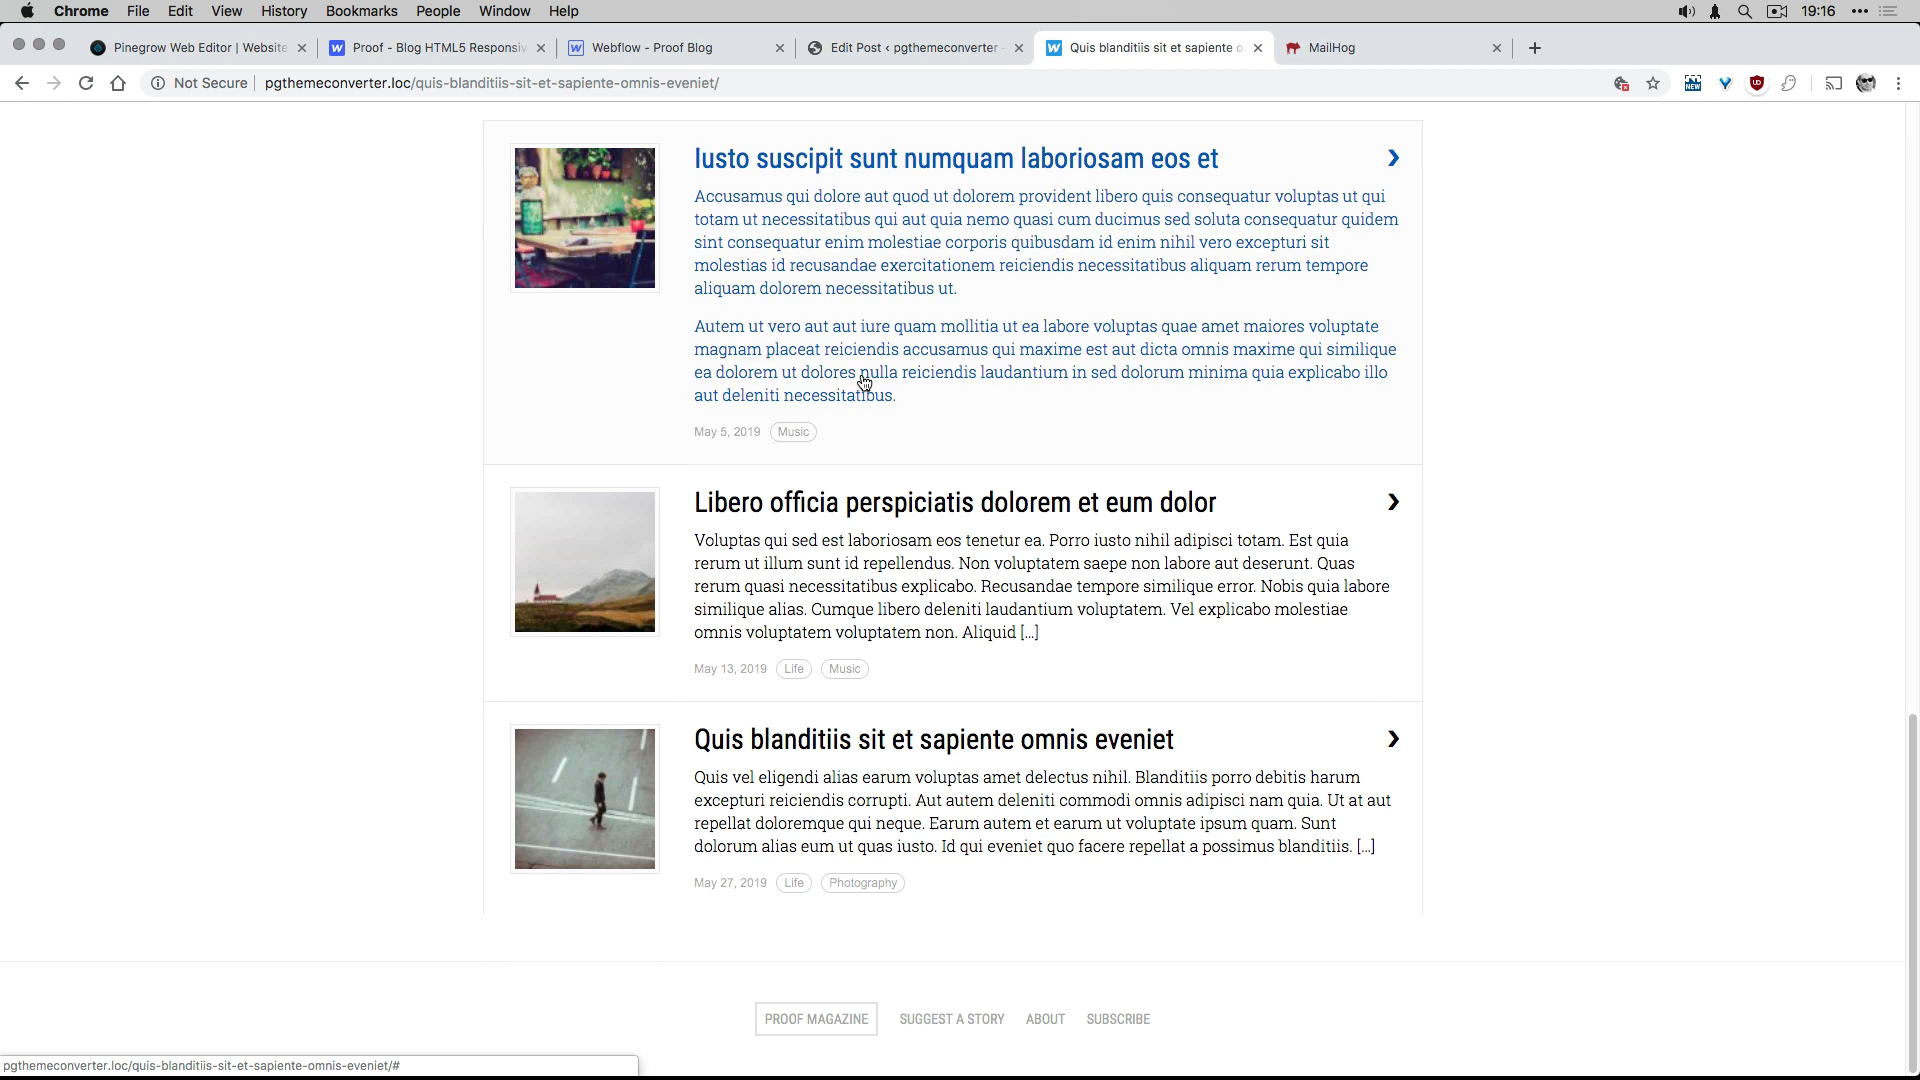 Chrome File Edit View History Bookmarks People Window Help 19:16
Pinegrow Web Editor | Website Proof - Blog HTML5 Responsiv Webflow - Proof Blog Edit Post ‹ pgthemeconverter - Quis blanditiis sit et sapiente o MailHog
Not Secure pgthemeconverter.loc/quis-blanditiis-sit-et-sapiente-omnis-eveniet/ NEW
Iusto suscipit sunt numquam laboriosam eos et
Accusamus qui dolore aut quod ut dolorem provident libero quis consequatur voluptas ut qui
totam ut necessitatibus qui aut quia nemo quasi cum ducimus sed soluta consequatur quidem
sint consequatur enim molestiae corporis quibusdam id enim nihil vero excepturi sit
molestias id recusandae exercitationem reiciendis necessitatibus aliquam rerum tempore
aliquam dolorem necessitatibus ut.
Autem ut vero aut aut iure quam mollitia ut ea labore voluptas quae amet maiores voluptate
magnam placeat reiciendis accusamus qui maxime est aut dicta omnis maxime qui similique
ea dolorem ut dolores nulla reiciendis laudantium in sed dolorum minima quia explicabo illo
aut deleniti necessitatibus.
May 5, 2019 Music
Libero officia perspiciatis dolorem et eum dolor
Voluptas qui sed est laboriosam eos tenetur ea. Porro iusto nihil adipisci totam. Est quia
rerum ut illum sunt id repellendus. Non voluptatem saepe non labore aut deserunt. Quas
rerum quasi necessitatibus explicabo. Recusandae tempore similique error. Nobis quia labore
similique alias. Cumque libero deleniti laudantium voluptatem. Vel explicabo molestiae
omnis voluptatem voluptatem non. Aliquid [...]
May 13, 2019 Life Music
Quis blanditiis sit et sapiente omnis eveniet
Quis vel eligendi alias earum voluptas amet delectus nihil. Blanditiis porro debitis harum
excepturi reiciendis corrupti. Aut autem deleniti commodi omnis adipisci nam quia. Ut at aut
repellat doloremque qui neque. Earum autem et earum ut voluptate ipsum quam. Sunt
dolorum alias eum ut quas iusto. Id qui eveniet quo facere repellat a possimus blanditiis. [...]
May 27, 2019 Life Photography
PROOF MAGAZINE SUGGEST A STORY ABOUT SUBSCRIBE
pgthemeconverter.loc/quis-blanditiis-sit-et-sapiente-omnis-eveniet/#